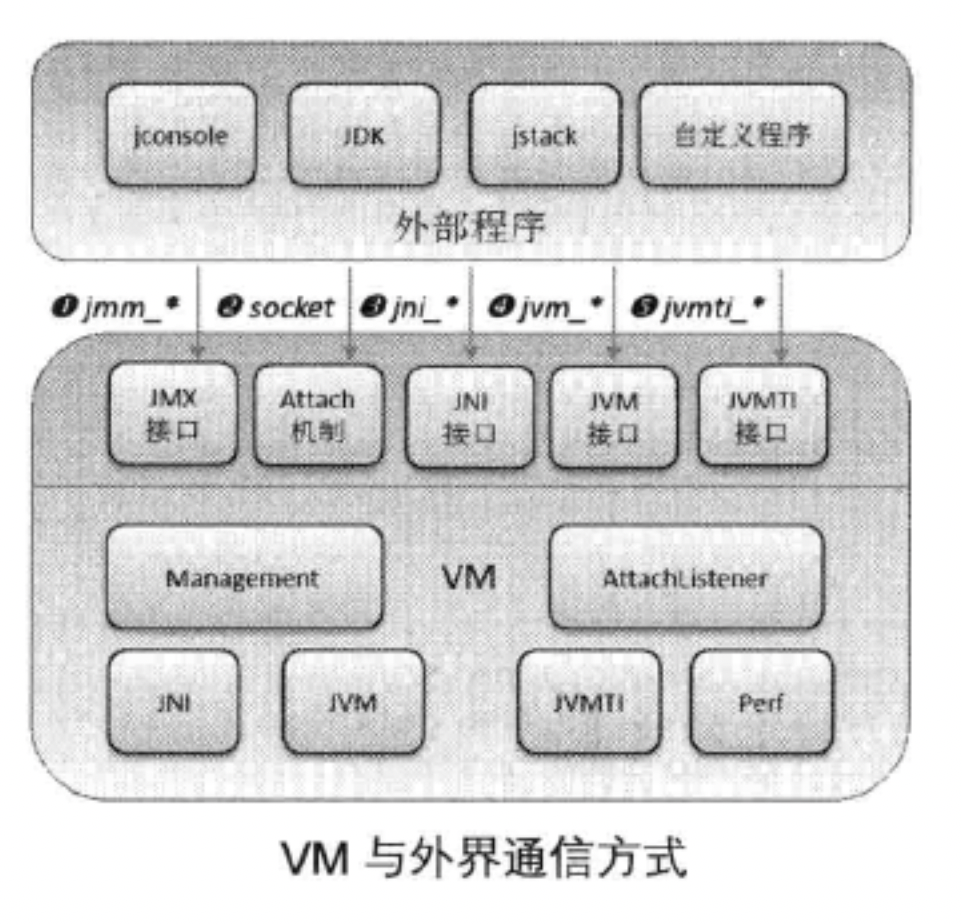 jconsole JDK jstack 自定义程序
外部程序
❶ jmm_* ❷ socket ❸ jni_* ❹ jvm_* ❺ jvmti_*
JMX Attach JNI JVM JVMTI
接口 机制 接口 接口 接口
Management VM AttachListener
JNI JVM JVMTI Perf
VM 与外界通信方式